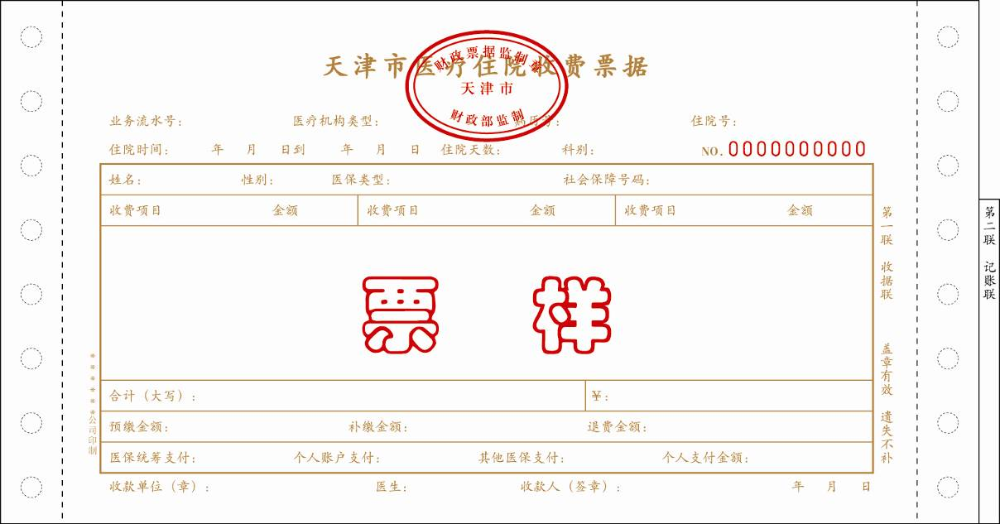 天津市医疗住院收费票据
财政票据监制章
天津市
财政部监制
业务流水号： 医疗机构类型： 病历号： 住院号：
住院时间： 年 月 日到 年 月 日 住院天数： 科别： NO. 0000000000
姓名： 性别： 医保类型： 社会保障号码：
收费项目 金额 收费项目 金额 收费项目 金额
票样
合计（大写）： ￥：
预缴金额： 补缴金额： 退费金额：
医保统筹支付： 个人账户支付： 其他医保支付： 个人支付金额：
收款单位（章）： 医生： 收款人（签章）： 年 月 日
******公司印制
第一联 收据联 盖章有效 遗失不补
第二联 记账联